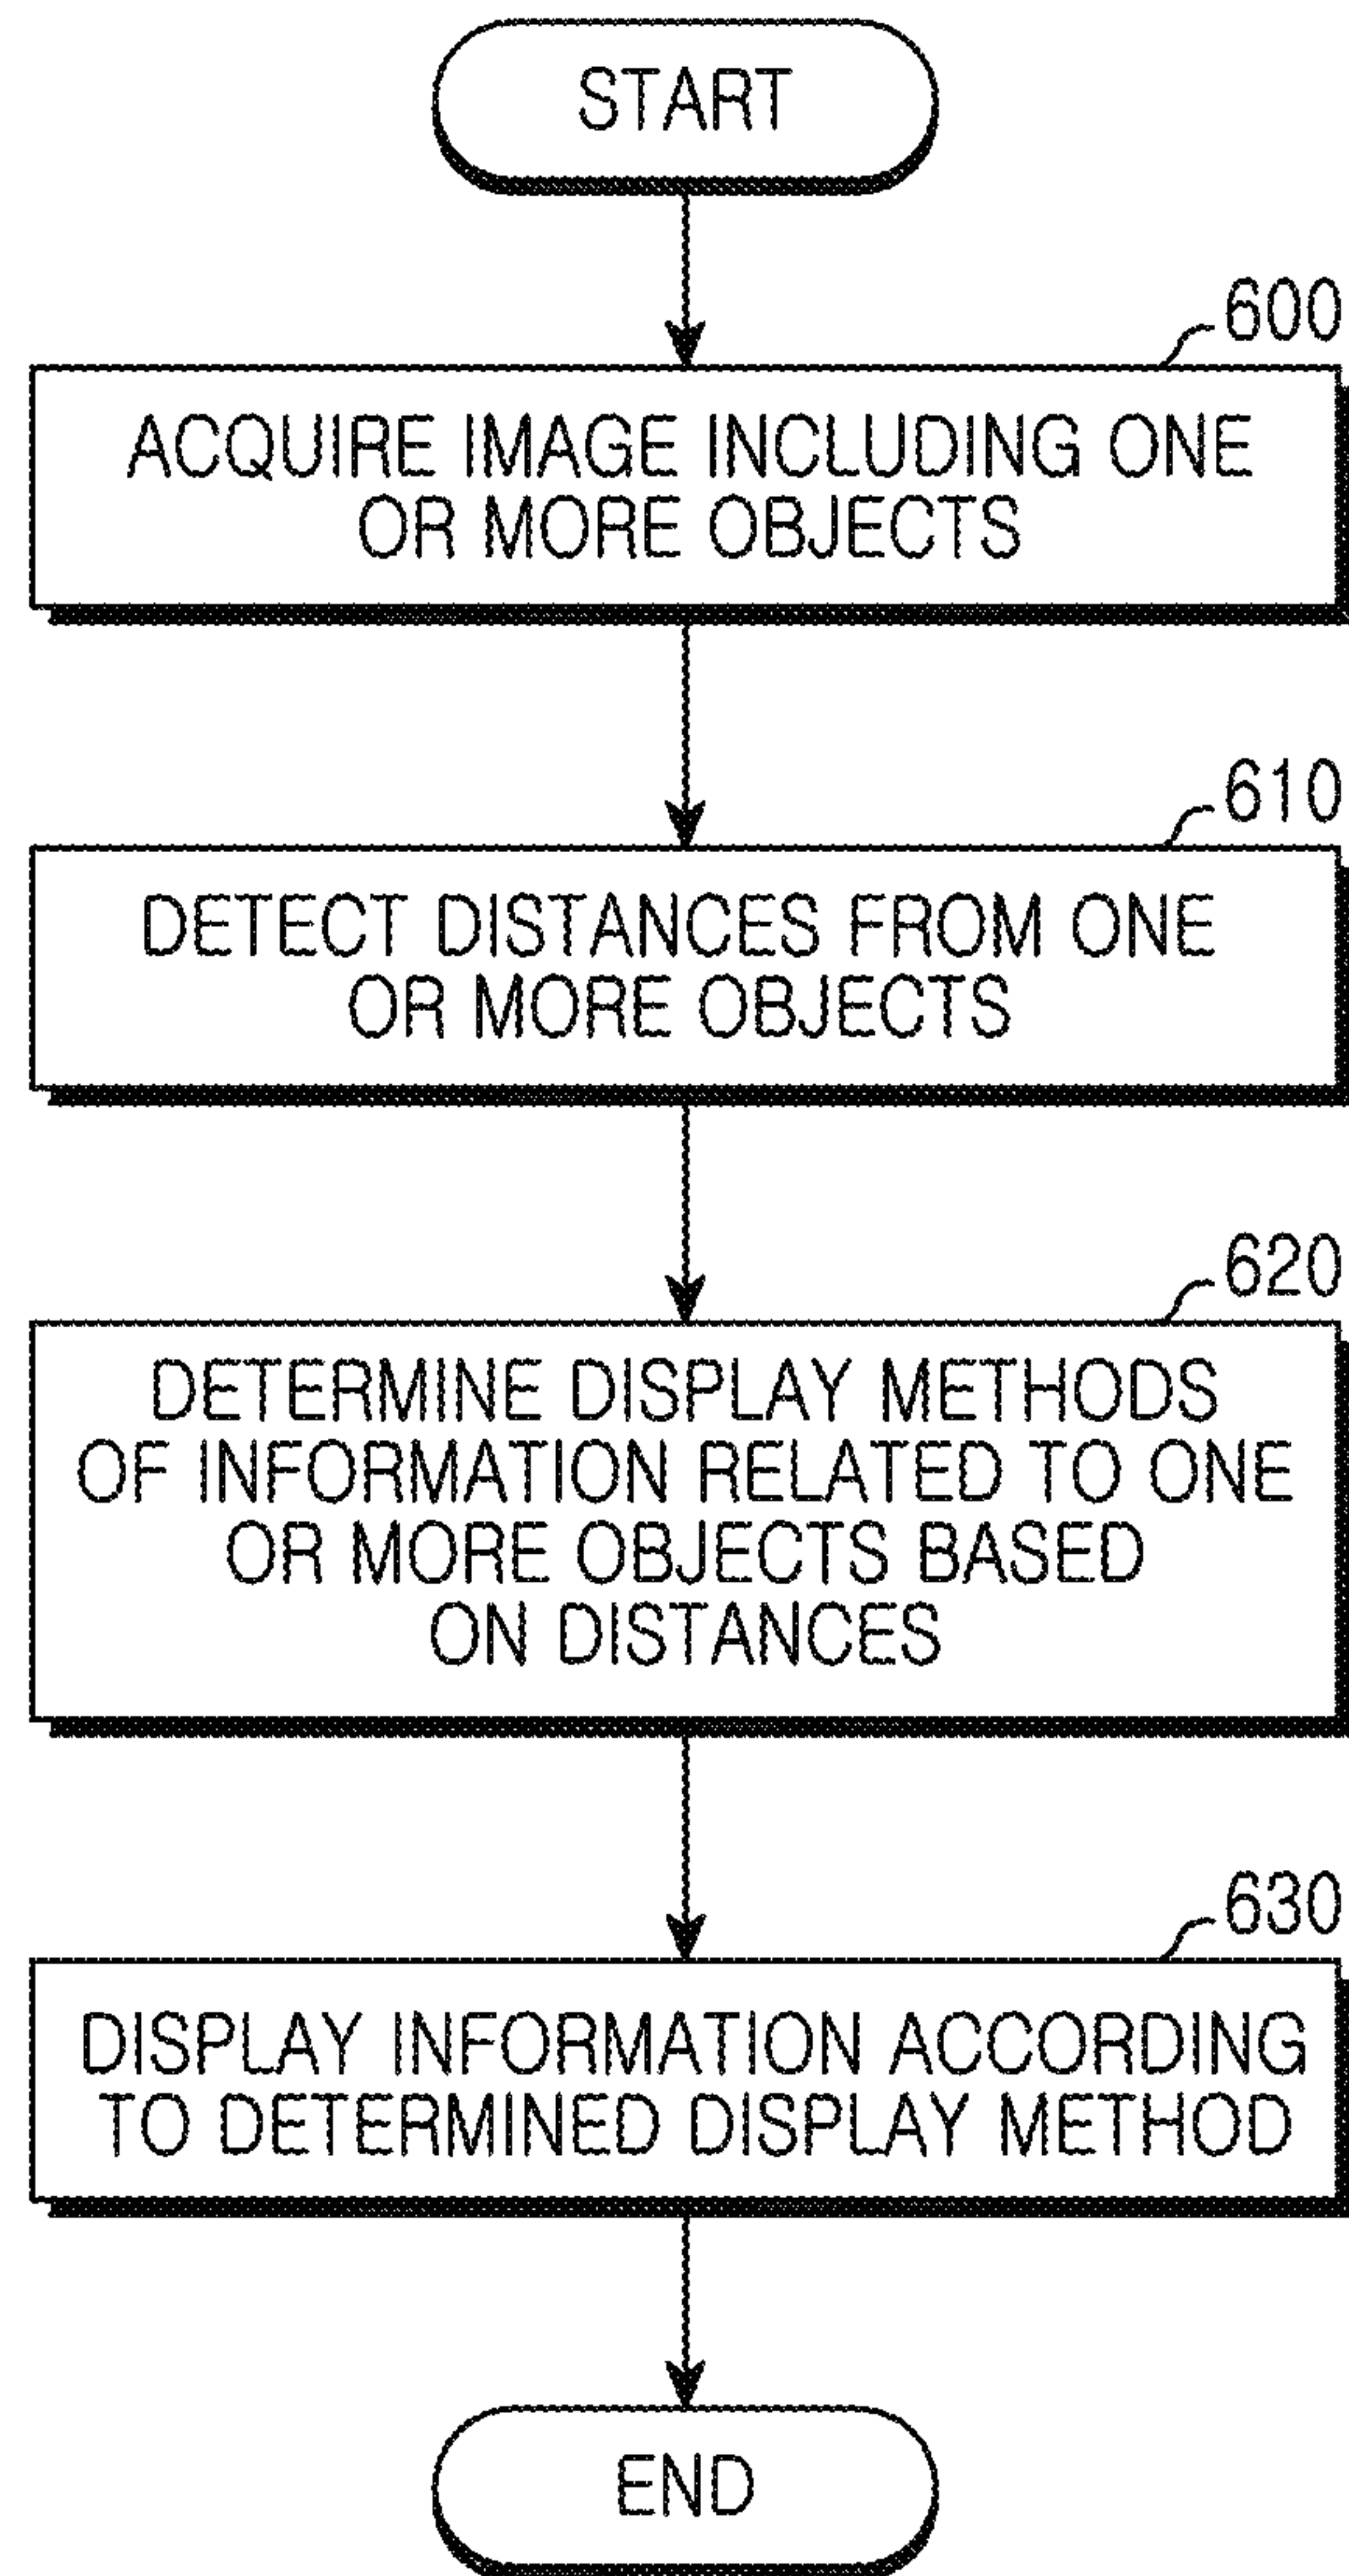 START
600
ACQUIRE IMAGE INCLUDING ONE
OR MORE OBJECTS
610
DETECT DISTANCES FROM ONE
OR MORE OBJECTS
620
DETERMINE DISPLAY METHODS
OF INFORMATION RELATED TO ONE
OR MORE OBJECTS BASED
ON DISTANCES
630
DISPLAY INFORMATION ACCORDING
TO DETERMINED DISPLAY METHOD
END